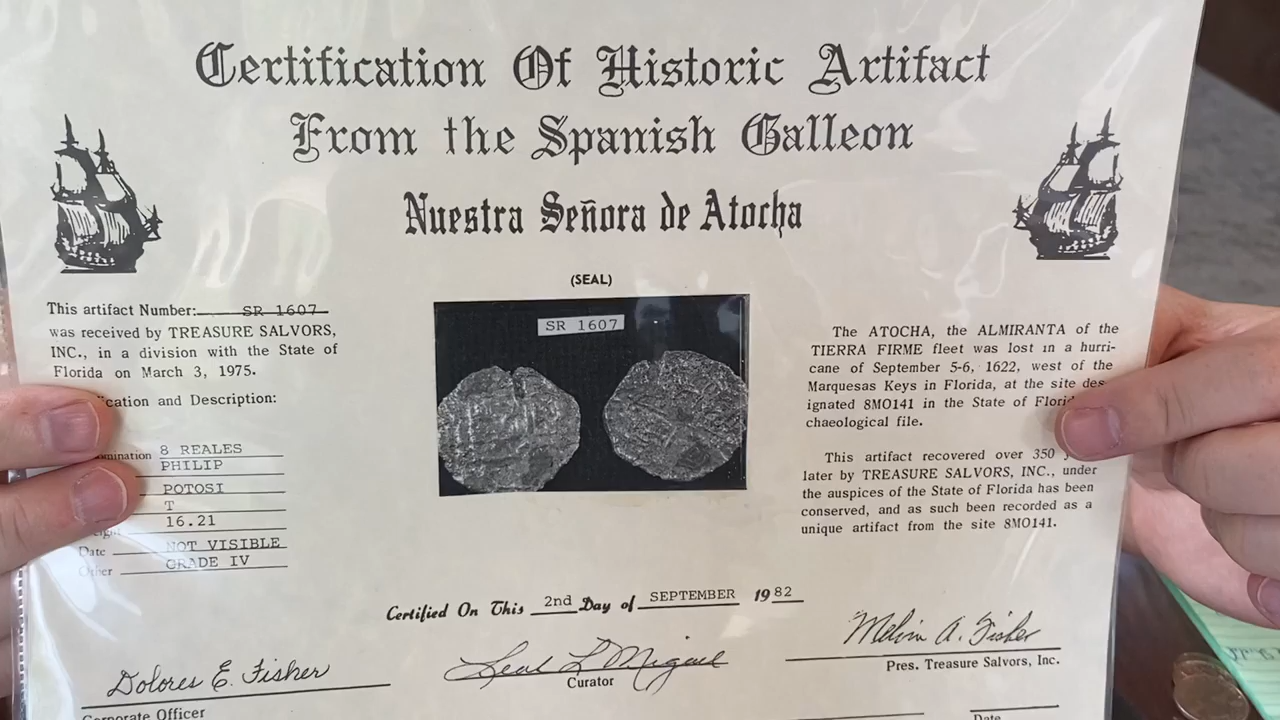 Certification Of Historic Artifact
From the Spanish Galleon
Nuestra Señora de Atocha
(SEAL)
This artifact Number: SR 1607
was received by TREASURE SALVORS,
INC., in a division with the State of
Florida on March 3, 1975.
ication and Description:
mination 8 REALES
PHILIP
POTOSI
T
16.21
Date NOT VISIBLE
Other GRADE IV
SR 1607
The ATOCHA, the ALMIRANTA of the
TIERRA FIRME fleet was lost in a hurri-
cane of September 5-6, 1622, west of the
Marquesas Keys in Florida, at the site des
ignated 8MO141 in the State of Flori
chaeological file.
This artifact recovered over 350
later by TREASURE SALVORS, INC., under
the auspices of the State of Florida has been
conserved, and as such been recorded as a
unique artifact from the site 8MO141.
Certified On This 2nd Day of SEPTEMBER 1982
Dolores E. Fisher
Corporate Officer
Curator
Melvin A. Fisher
Pres. Treasure Salvors, Inc.
Date